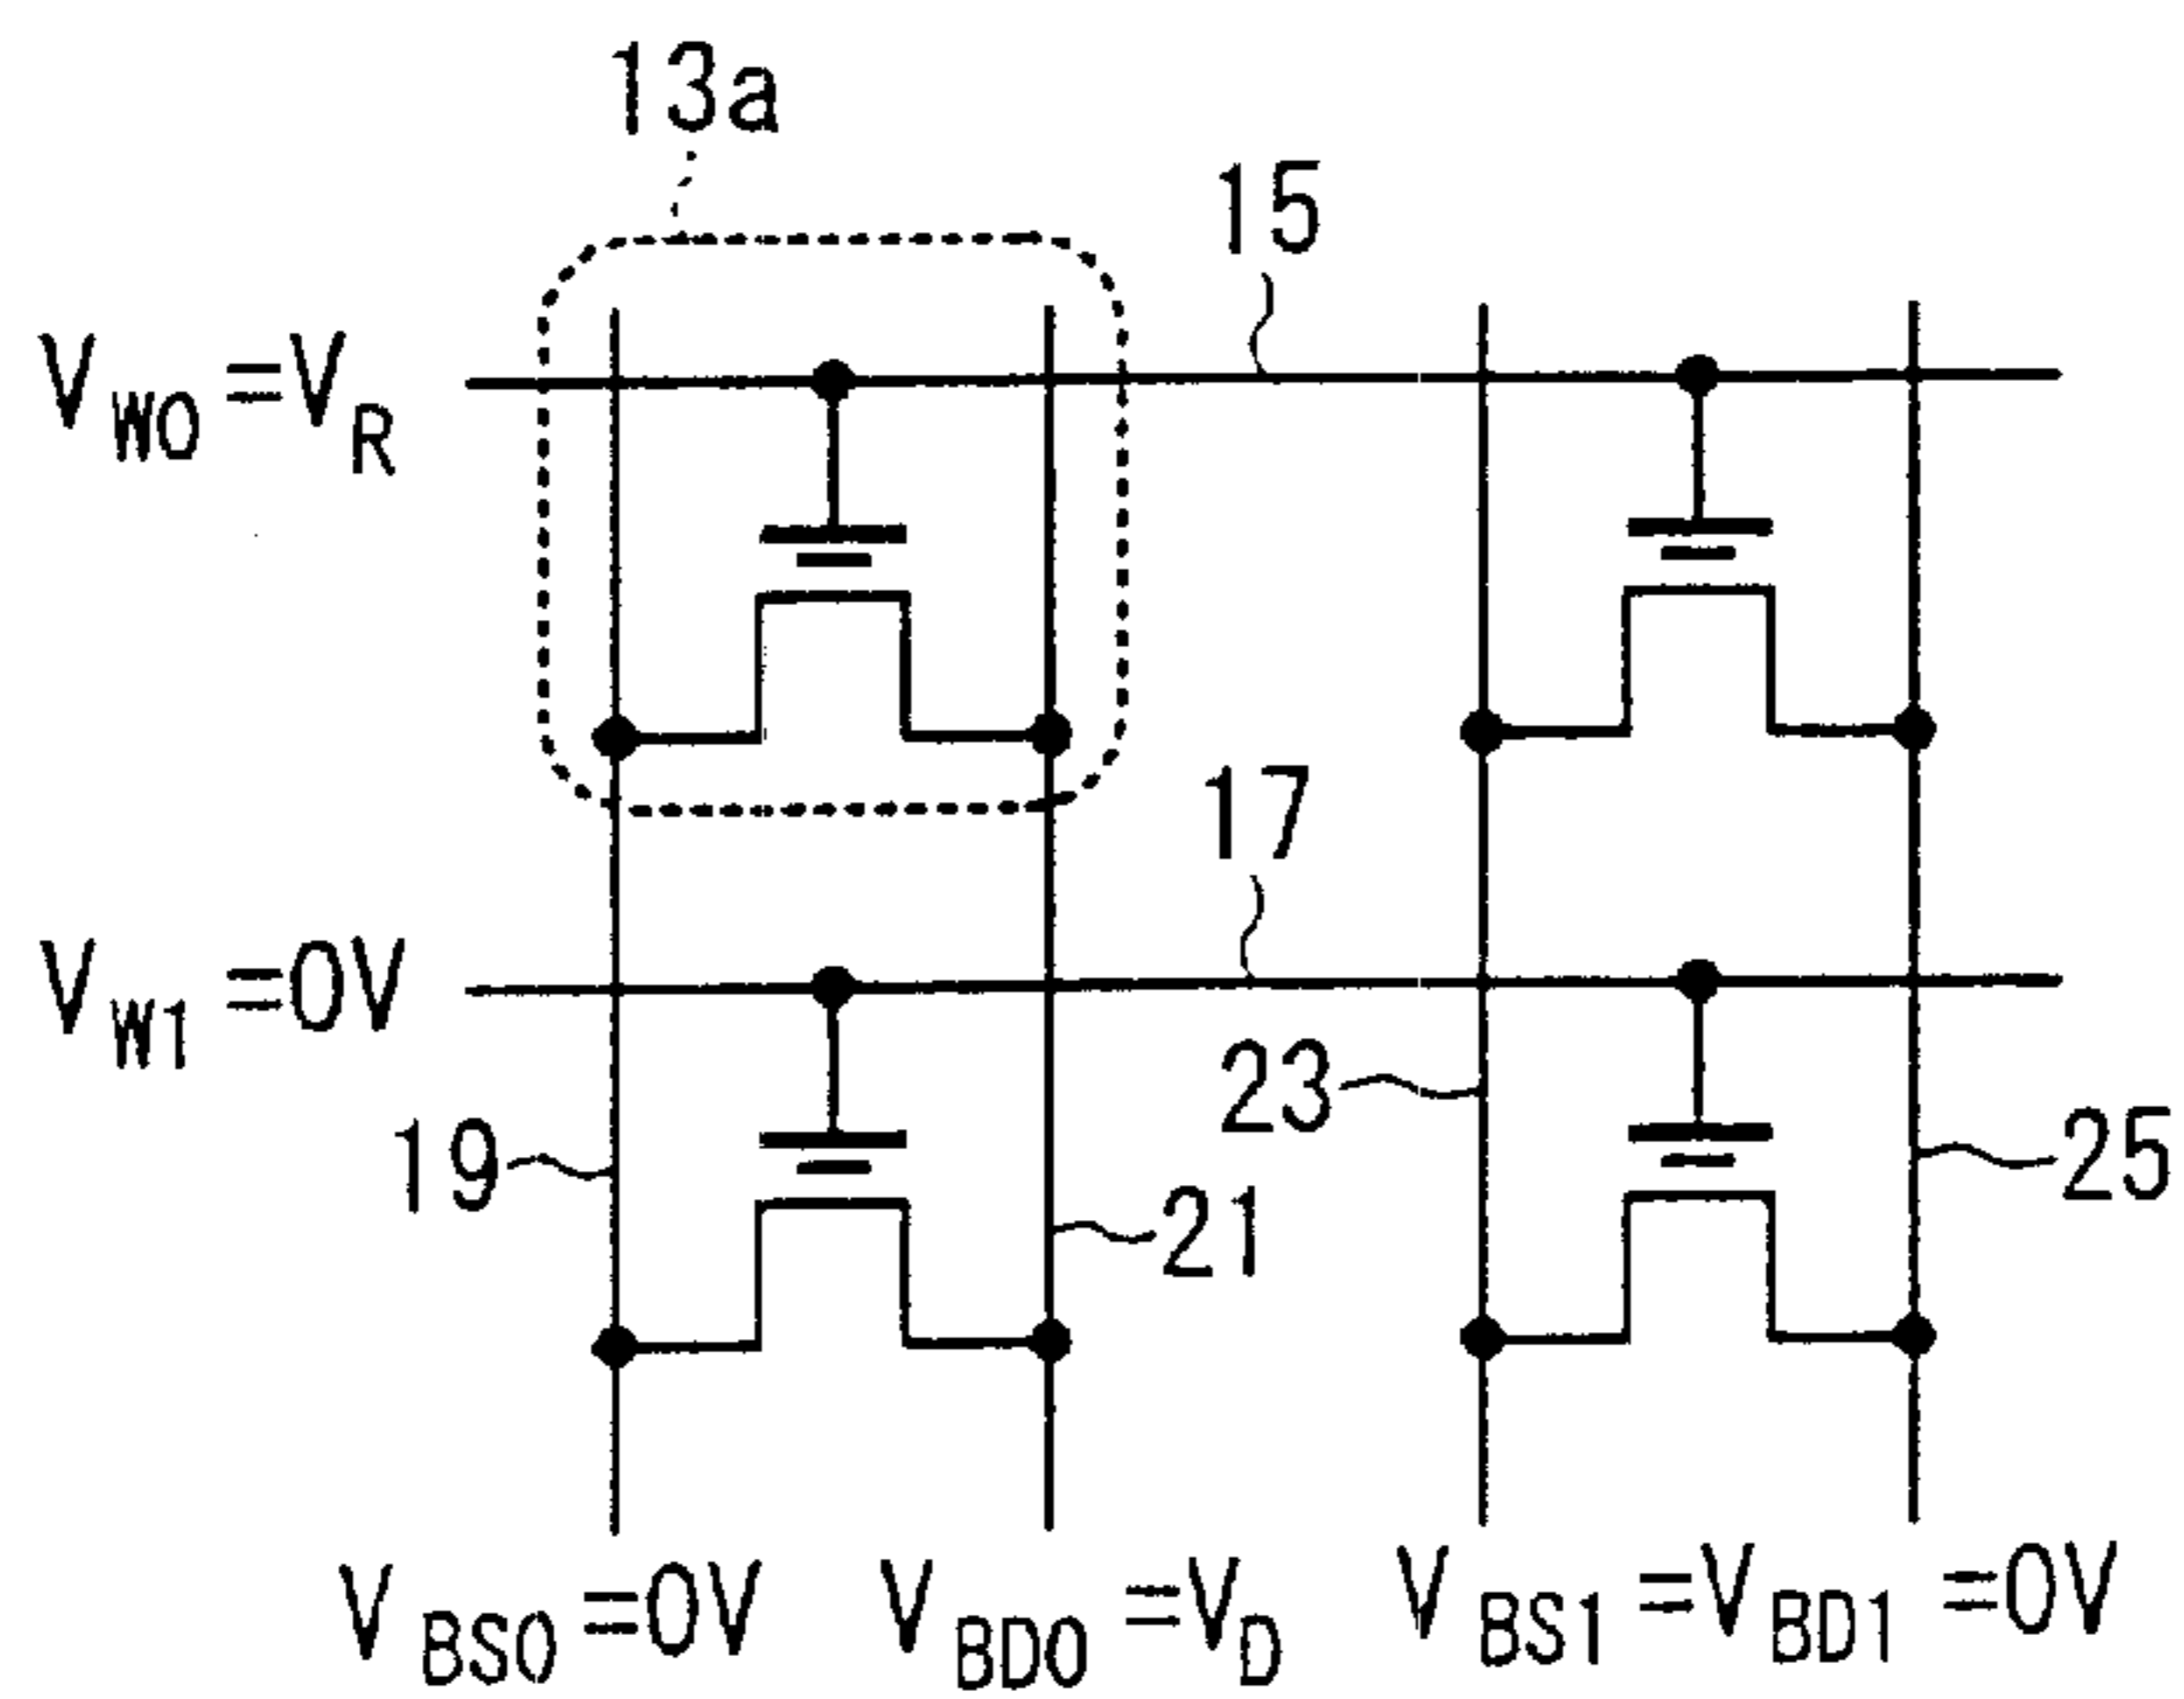 13a
15
V_W0=V_R
17
V_W1=0V
23
19
25
21
V_BS0=0V
V_BD0=V_D
V_BS1=V_BD1=0V